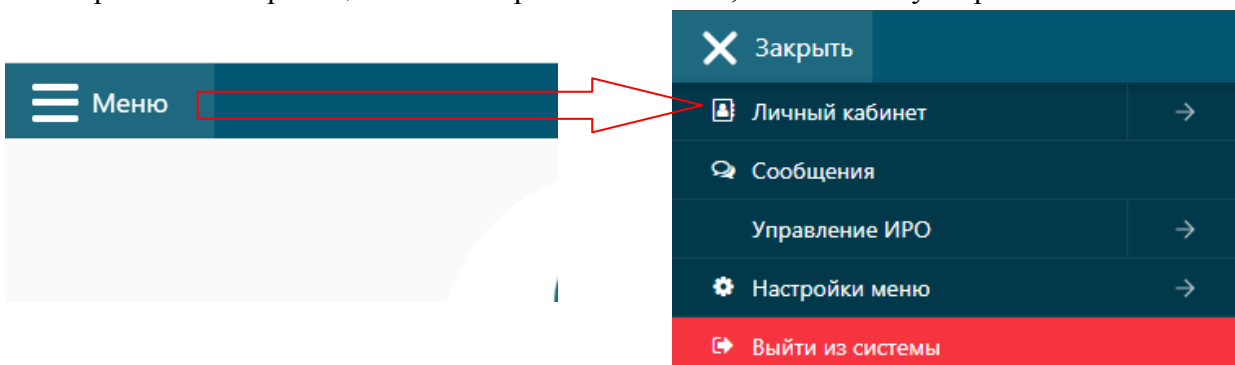 Меню
Закрыть
Личный кабинет
Сообщения
Управление ИРО
Настройки меню
Выйти из системы